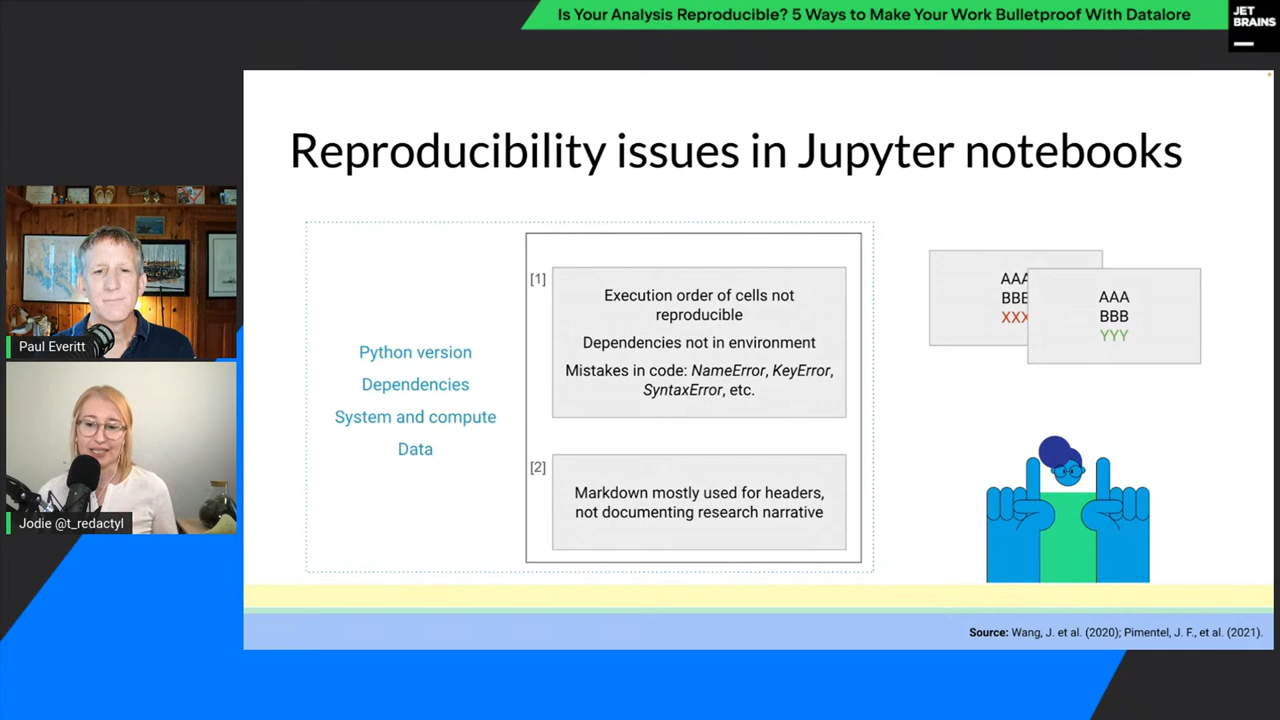 Is Your Analysis Reproducible? 5 Ways to Make Your Work Bulletproof With Datalore
JET
BRAINS
Reproducibility issues in Jupyter notebooks
Python version
Dependencies
System and compute
Data
[1]
Execution order of cells not
reproducible
Dependencies not in environment
Mistakes in code: NameError, KeyError,
SyntaxError, etc.
[2]
Markdown mostly used for headers,
not documenting research narrative
AAA
BBB
XXX
AAA
BBB
YYY
Paul Everitt
Jodie @t_redactyl
Source: Wang, J. et al. (2020); Pimentel, J. F., et al. (2021).